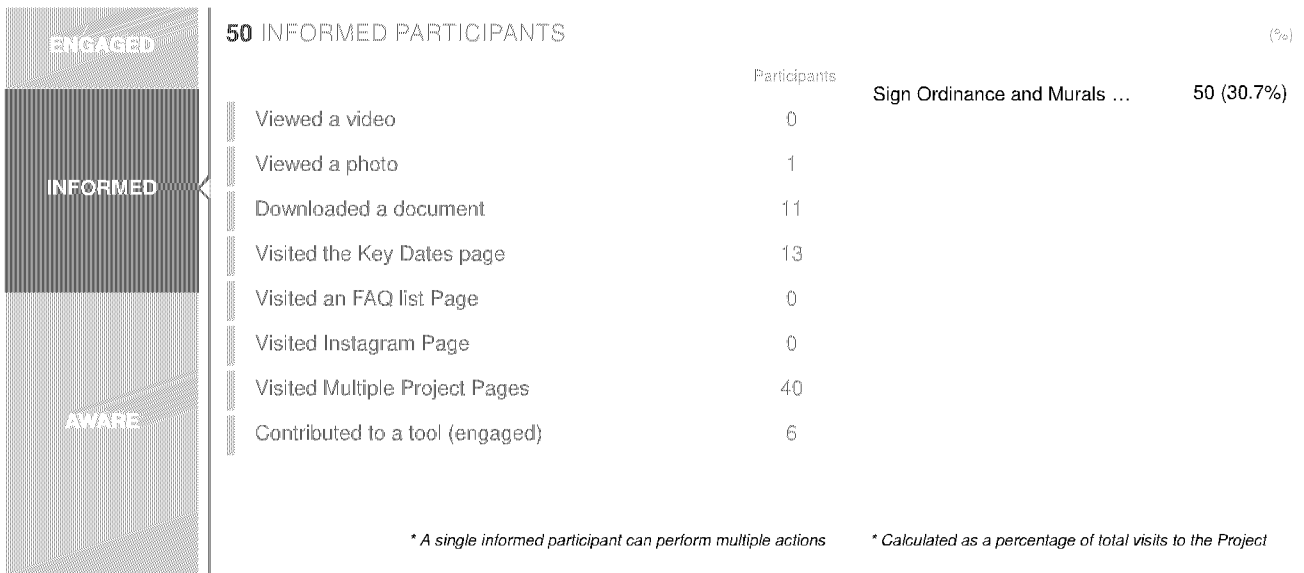 ENGAGED
INFORMED
AWARE
50 INFORMED PARTICIPANTS
(%)
Participants
Sign Ordinance and Murals … 50 (30.7%)
Viewed a video 0
Viewed a photo 1
Downloaded a document 11
Visited the Key Dates page 13
Visited an FAQ list Page 0
Visited Instagram Page 0
Visited Multiple Project Pages 40
Contributed to a tool (engaged) 6
* A single informed participant can perform multiple actions
* Calculated as a percentage of total visits to the Project